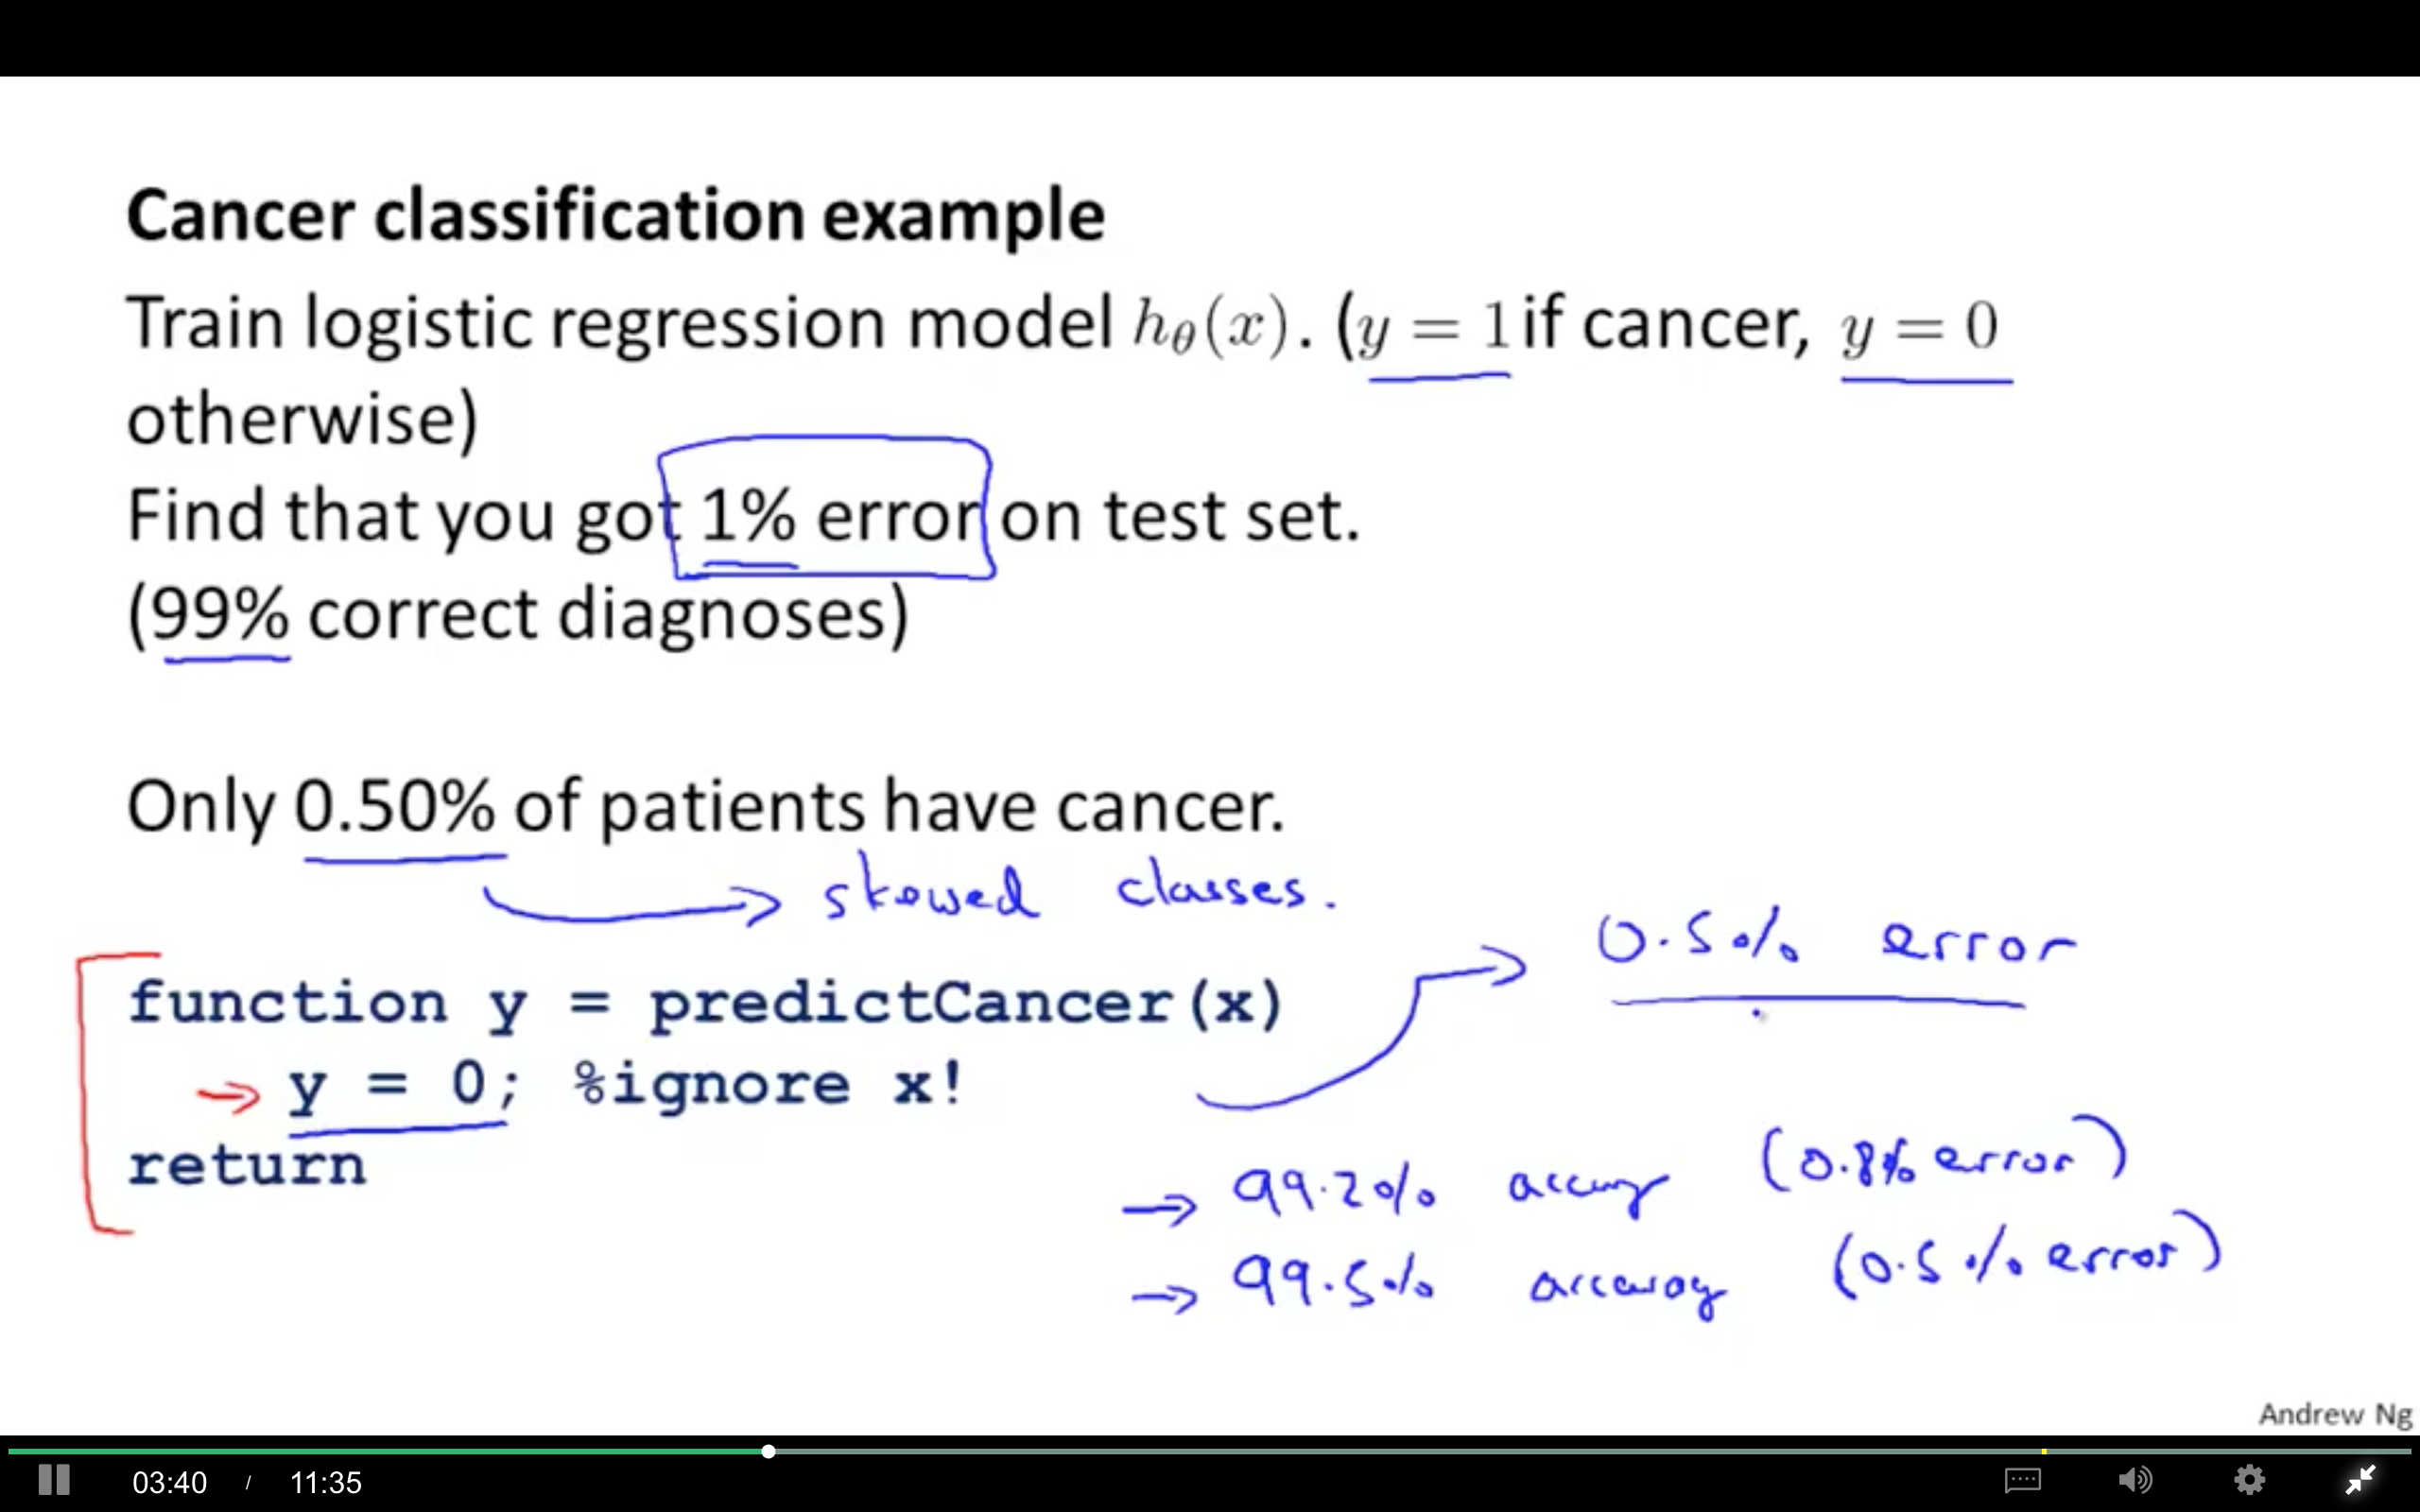 Cancer classification example
Train logistic regression model hθ(x). (y = 1 if cancer, y = 0
otherwise)
Find that you got 1% error on test set.
(99% correct diagnoses)
Only 0.50% of patients have cancer.
skewed classes.
0.5% error
function y = predictCancer(x)
y = 0; %ignore x!
return
→ 99.2% accuracy (0.8% error)
→ 99.5% accuracy (0.5% error)
Andrew Ng
03:40 / 11:35